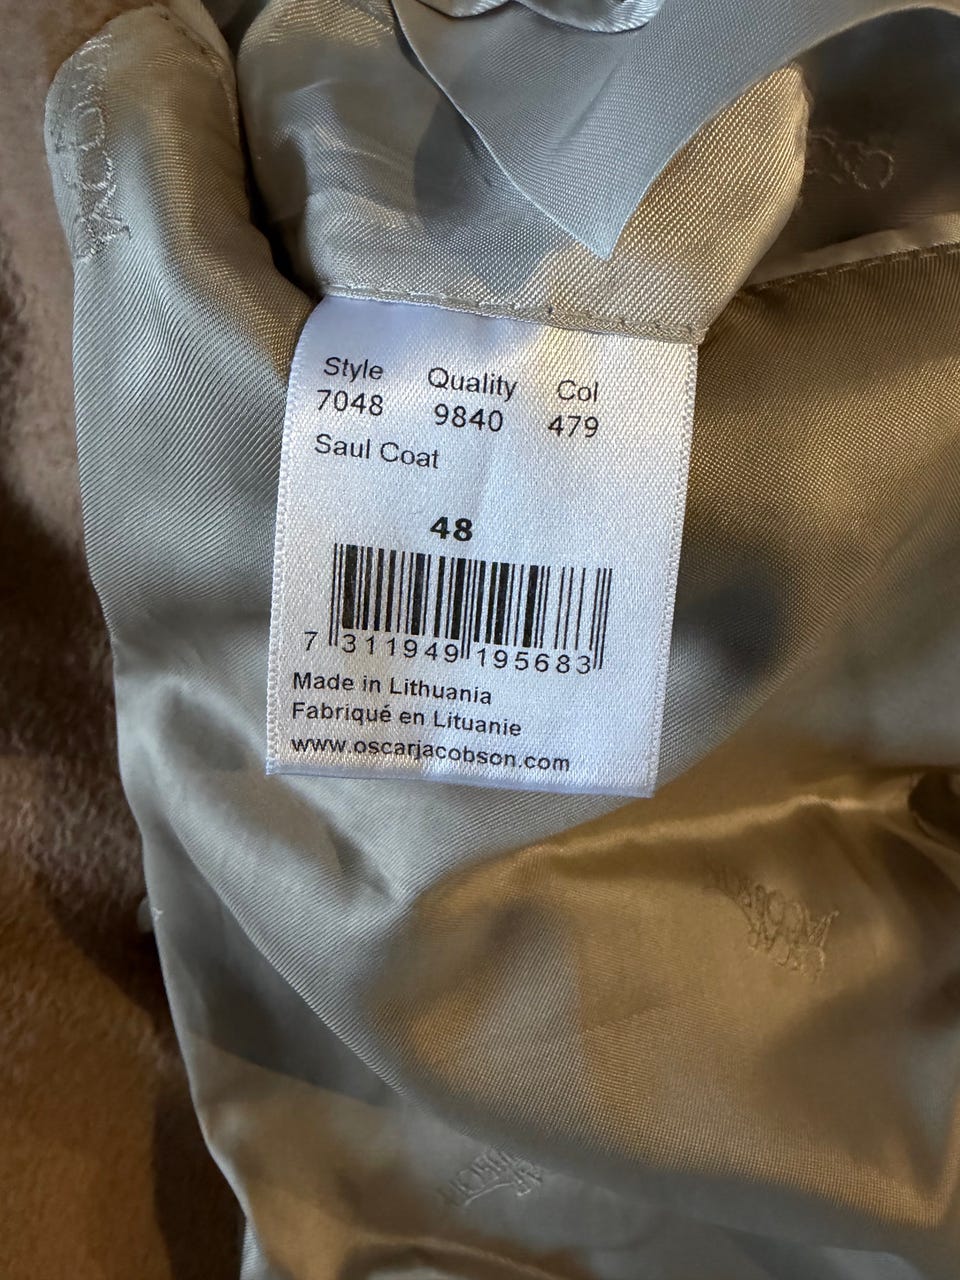 Style Quality Col
7048 9840 479
Saul Coat
48
7 311949 195683
Made in Lithuania
Fabriqué en Lituanie
www.oscarjacobson.com